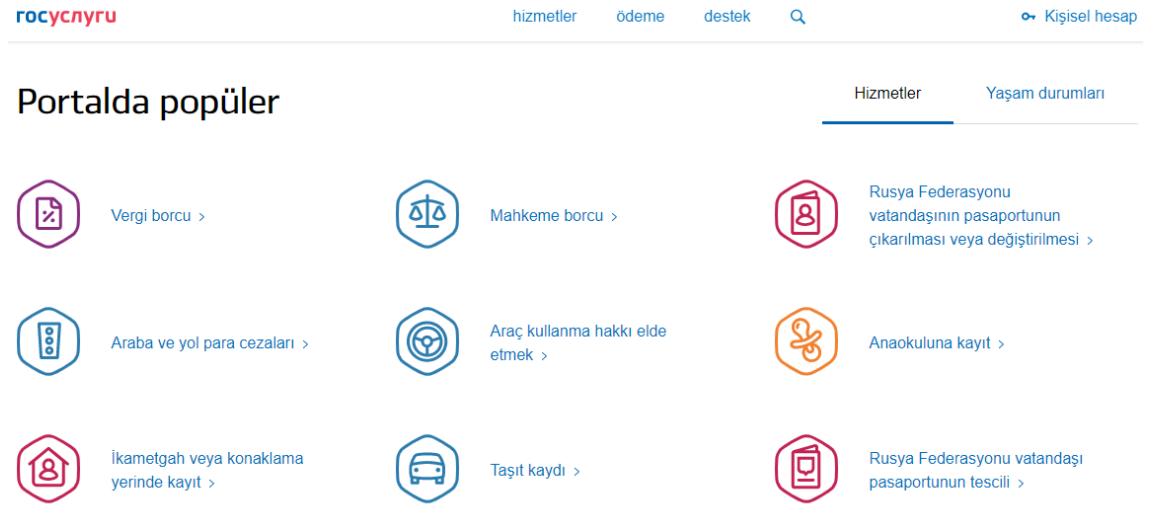 госуслуги
hizmetler ödeme destek Kişisel hesap
Portalda popüler
Hizmetler Yaşam durumları
Vergi borcu >
Mahkeme borcu >
Rusya Federasyonu
vatandaşının pasaportunun
çıkarılması veya değiştirilmesi >
Araba ve yol para cezaları >
Araç kullanma hakkı elde
etmek >
Anaokuluna kayıt >
İkametgah veya konaklama
yerinde kayıt >
Taşıt kaydı >
Rusya Federasyonu vatandaşı
pasaportunun tescili >